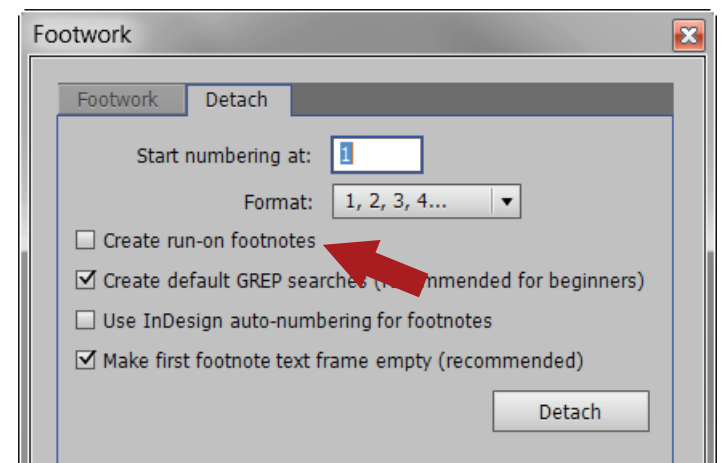 Footwork
Footwork Detach
Start numbering at: 1
Format: 1, 2, 3, 4...
Create run-on footnotes
Create default GREP searches (recommended for beginners)
Use InDesign auto-numbering for footnotes
Make first footnote text frame empty (recommended)
Detach